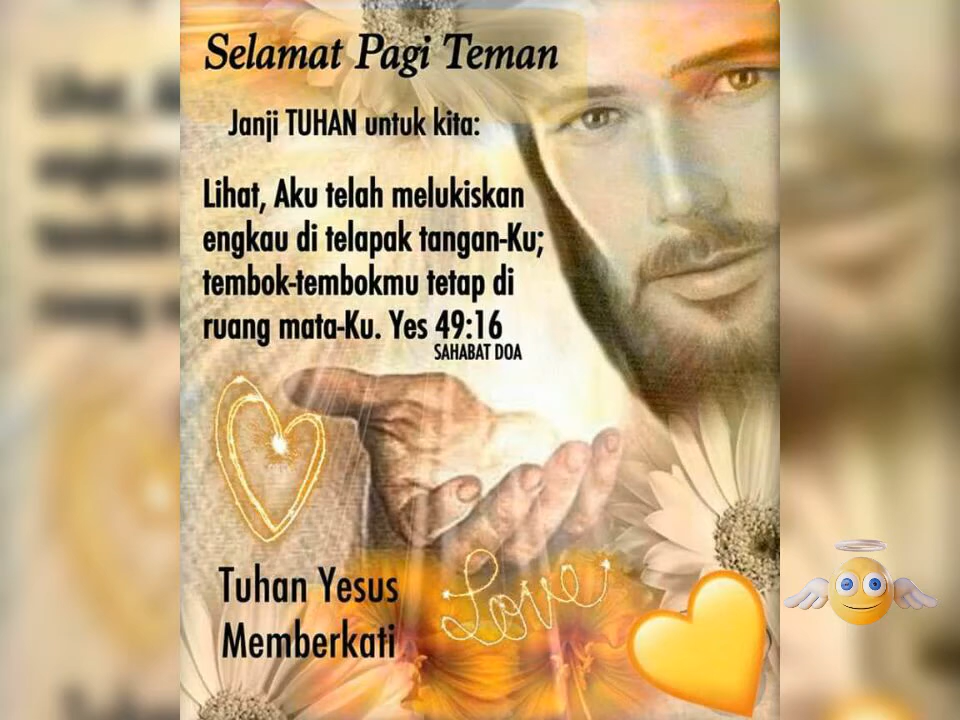 Selamat Pagi Teman
Janji TUHAN untuk kita:
Lihat, Aku telah melukiskan
engkau di telapak tangan-Ku;
tembok-tembokmu tetap di
ruang mata-Ku. Yes 49:16
SAHABAT DOA
Tuhan Yesus
Memberkati
Love